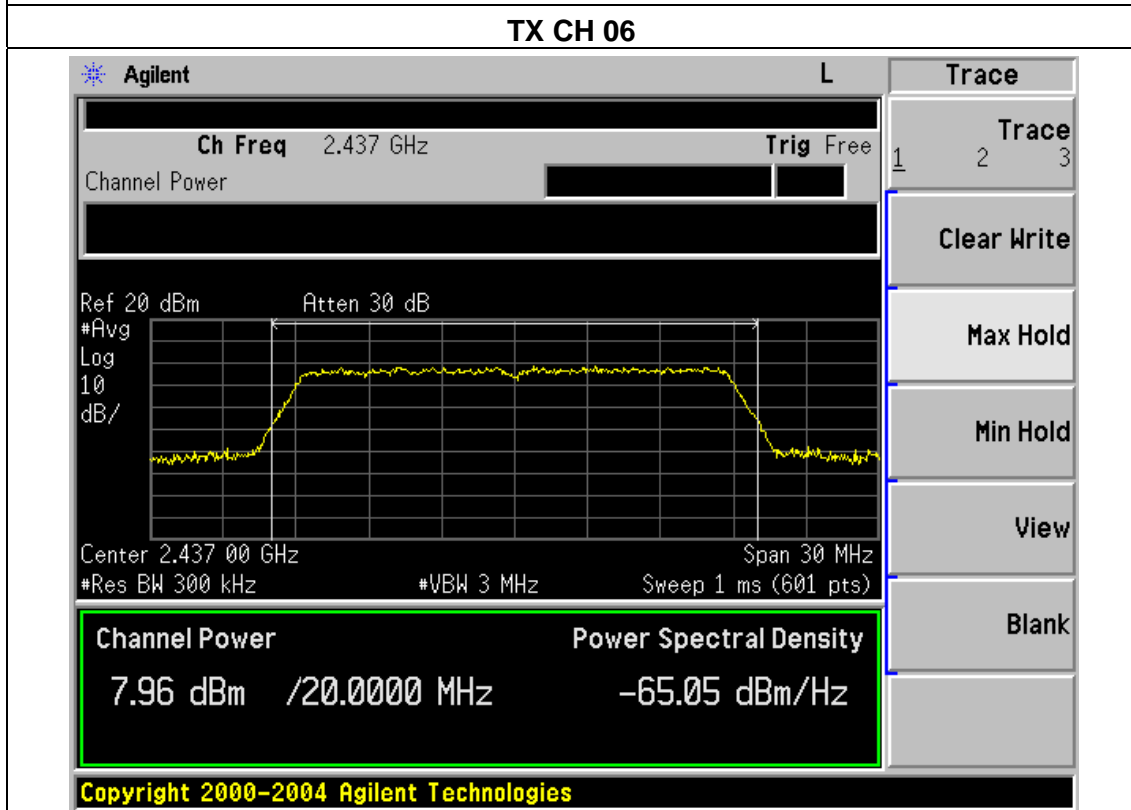 TX CH 06
Agilent L Trace
Ch Freq 2.437 GHz Trig Free
Channel Power
Trace
1 2 3
Clear Write
Max Hold
Min Hold
View
Blank
Ref 20 dBm Atten 30 dB
#Avg
Log
10
dB/
Center 2.437 00 GHz Span 30 MHz
#Res BW 300 kHz #VBW 3 MHz Sweep 1 ms (601 pts)
Channel Power Power Spectral Density
7.96 dBm /20.0000 MHz -65.05 dBm/Hz
Copyright 2000-2004 Agilent Technologies